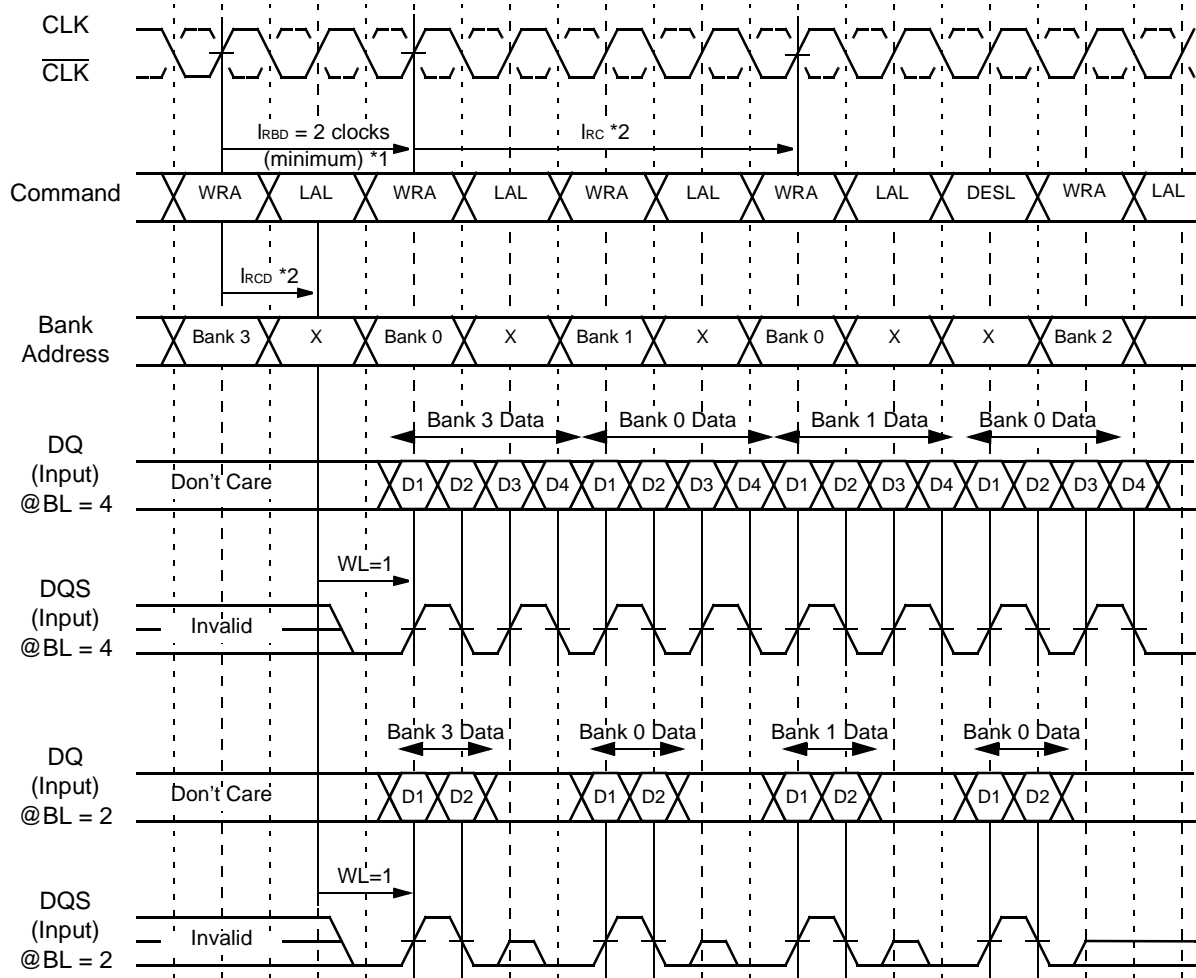 CLK
CLK
IRBD = 2 clocks
(minimum) *1
IRC *2
Command WRA LAL WRA LAL WRA LAL WRA LAL DESL WRA LAL
IRCD *2
Bank
Address
Bank 3 X Bank 0 X Bank 1 X Bank 0 X X Bank 2
Bank 3 Data Bank 0 Data Bank 1 Data Bank 0 Data
DQ
(Input)
@BL = 4
Don't Care D1 D2 D3 D4 D1 D2 D3 D4 D1 D2 D3 D4 D1 D2 D3 D4
WL=1
DQS
(Input)
@BL = 4
Invalid
Bank 3 Data Bank 0 Data Bank 1 Data Bank 0 Data
DQ
(Input)
@BL = 2
Don't Care D1 D2 D1 D2 D1 D2 D1 D2
WL=1
DQS
(Input)
@BL = 2
Invalid